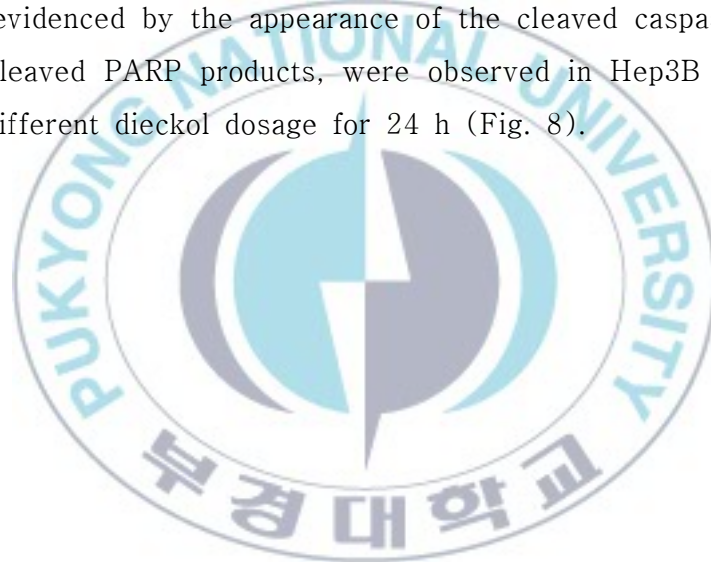 evidenced by the appearance of the cleaved caspa
leaved PARP products, were observed in Hep3B
ifferent dieckol dosage for 24 h (Fig. 8).
PUKYONG NATIONAL UNIVERSITY
부경대학교